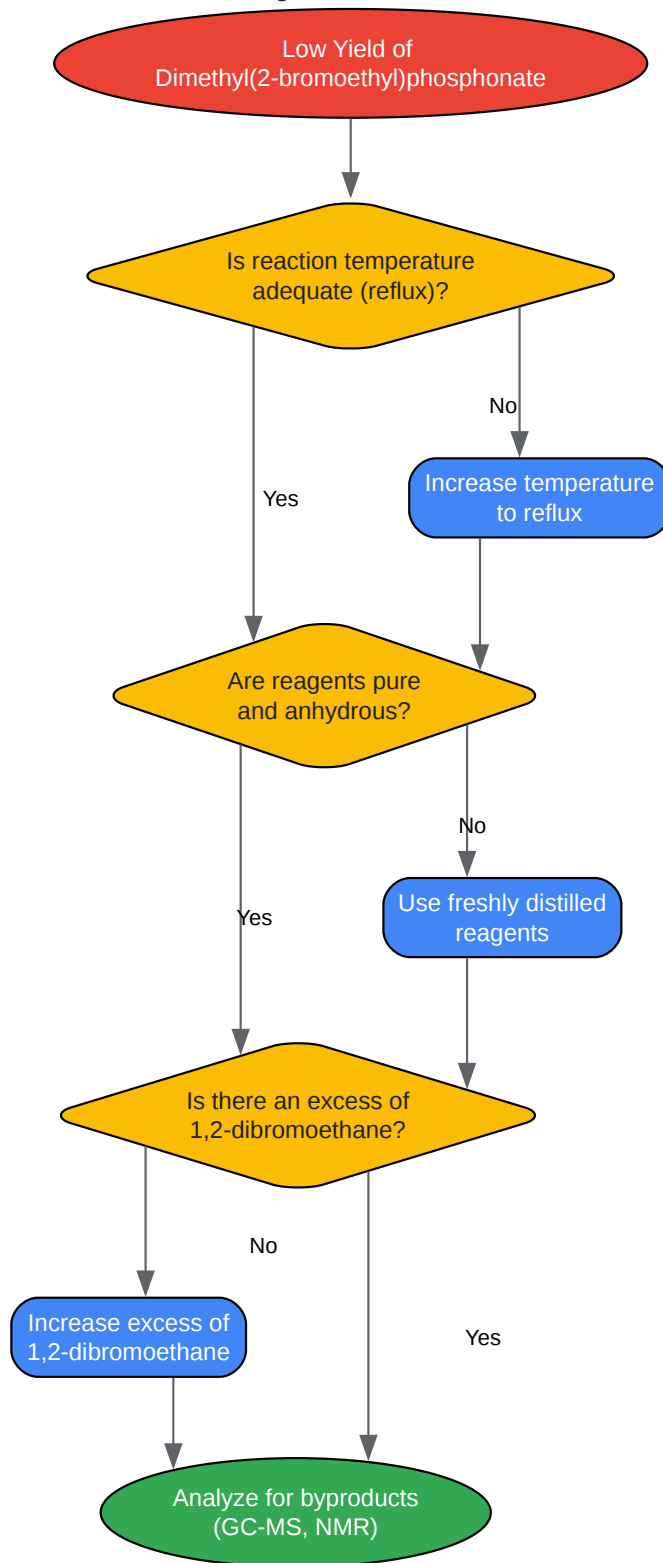 Low Yield of
Dimethyl(2-bromoethyl)phosphonate
Is reaction temperature
adequate (reflux)?
No
Increase temperature
to reflux
Yes
Are reagents pure
and anhydrous?
No
Use freshly distilled
reagents
Yes
Is there an excess of
1,2-dibromoethane?
No
Increase excess of
1,2-dibromoethane
Yes
Analyze for byproducts
(GC-MS, NMR)